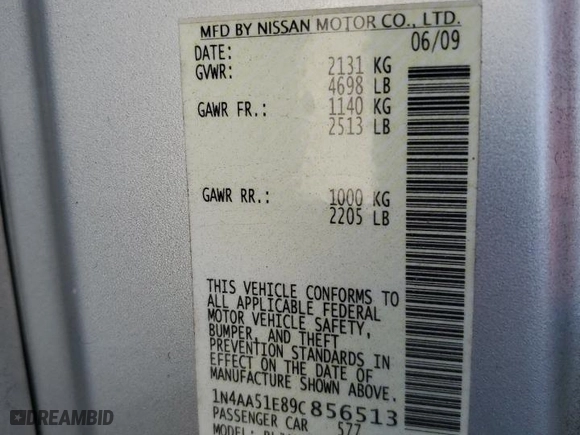 MFD BY NISSAN MOTOR CO., LTD.
DATE: 06/09
GVWR: 2131 KG
4698 LB
GAWR FR.: 1140 KG
2513 LB
GAWR RR.: 1000 KG
2205 LB
THIS VEHICLE CONFORMS TO
ALL APPLICABLE FEDERAL
MOTOR VEHICLE SAFETY,
BUMPER, AND THEFT
PREVENTION STANDARDS IN
EFFECT ON THE DATE OF
MANUFACTURE SHOWN ABOVE.
1N4AA51E89C856513
PASSENGER CAR 577
MODEL:
DREAMBID